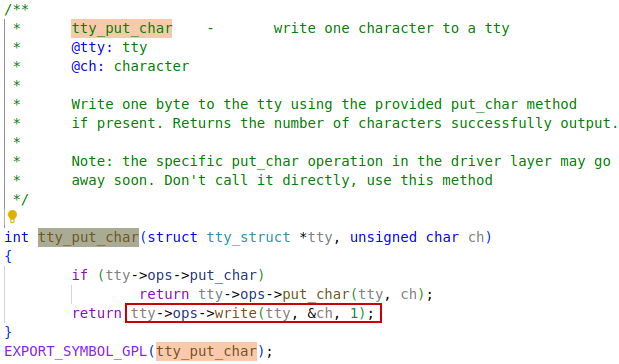 /**
 *	tty_put_char	-	write one character to a tty
 *	@tty: tty
 *	@ch: character
 *
 *	Write one byte to the tty using the provided put_char method
 *	if present. Returns the number of characters successfully output.
 *
 *	Note: the specific put_char operation in the driver layer may go
 *	away soon. Don't call it directly, use this method
 */
int tty_put_char(struct tty_struct *tty, unsigned char ch)
{
	if (tty->ops->put_char)
		return tty->ops->put_char(tty, ch);
	return tty->ops->write(tty, &ch, 1);
}
EXPORT_SYMBOL_GPL(tty_put_char);